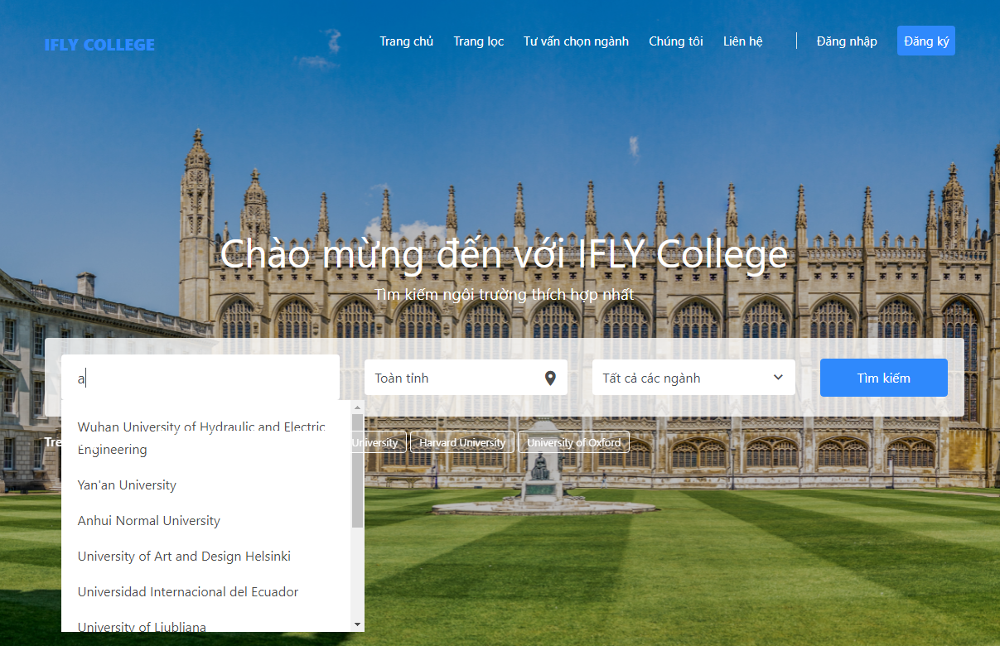 IFLY COLLEGE
Trang chủ Trang lọc Tư vấn chọn ngành Chúng tôi Liên hệ Đăng nhập Đăng ký
Chào mừng đến với IFLY College
Tìm kiếm ngôi trường thích hợp nhất
a Toàn tỉnh Tất cả các ngành Tìm kiếm
Wuhan University of Hydraulic and Electric
Engineering
University Harvard University University of Oxford
Yan'an University
Anhui Normal University
University of Art and Design Helsinki
Universidad Internacional del Ecuador
University of Ljubljana